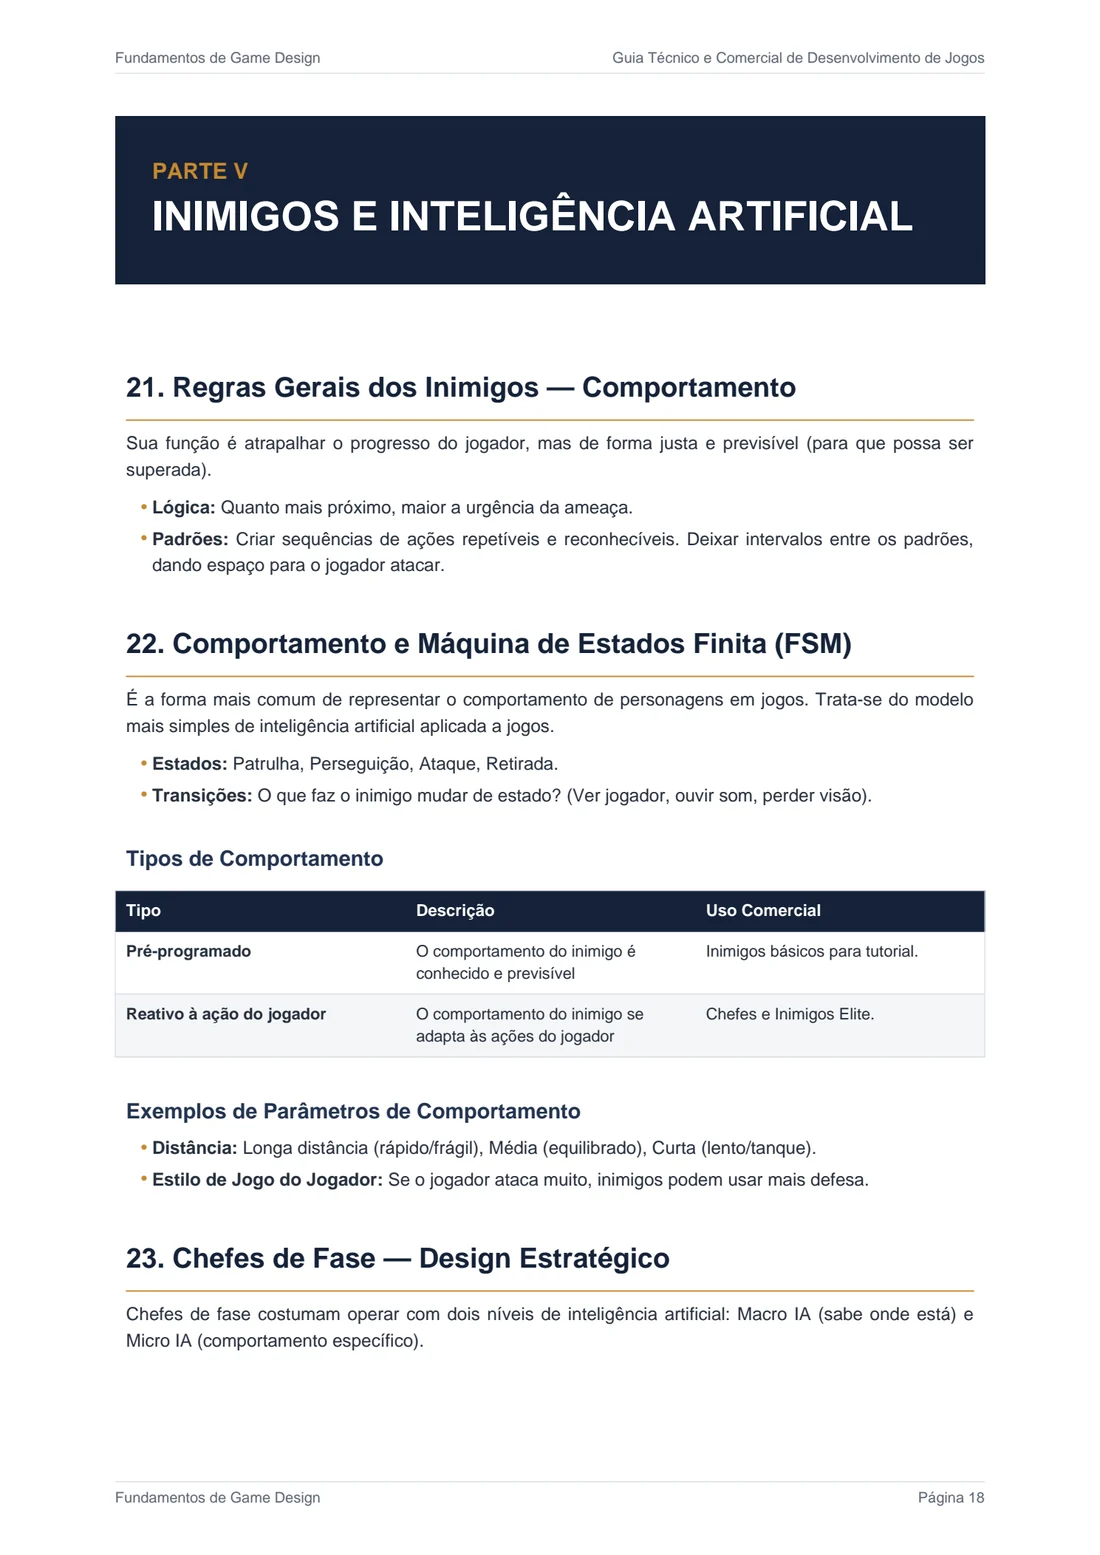 Fundamentos de Game Design
Guia Técnico e Comercial de Desenvolvimento de Jogos
PARTE V
INIMIGOS E INTELIGÊNCIA ARTIFICIAL
21. Regras Gerais dos Inimigos — Comportamento
Sua função é atrapalhar o progresso do jogador, mas de forma justa e previsível (para que possa ser
superada).
• Lógica: Quanto mais próximo, maior a urgência da ameaça.
• Padrões: Criar sequências de ações repetíveis e reconhecíveis. Deixar intervalos entre os padrões,
dando espaço para o jogador atacar.
22. Comportamento e Máquina de Estados Finita (FSM)
É a forma mais comum de representar o comportamento de personagens em jogos. Trata-se do modelo
mais simples de inteligência artificial aplicada a jogos.
• Estados: Patrulha, Perseguição, Ataque, Retirada.
• Transições: O que faz o inimigo mudar de estado? (Ver jogador, ouvir som, perder visão).
Tipos de Comportamento
Tipo
Descrição
Uso Comercial
Pré-programado
O comportamento do inimigo é
conhecido e previsível
Inimigos básicos para tutorial.
Reativo à ação do jogador
O comportamento do inimigo se
adapta às ações do jogador
Chefes e Inimigos Elite.
Exemplos de Parâmetros de Comportamento
• Distância: Longa distância (rápido/frágil), Média (equilibrado), Curta (lento/tanque).
• Estilo de Jogo do Jogador: Se o jogador ataca muito, inimigos podem usar mais defesa.
23. Chefes de Fase — Design Estratégico
Chefes de fase costumam operar com dois níveis de inteligência artificial: Macro IA (sabe onde está) e
Micro IA (comportamento específico).
Fundamentos de Game Design
Página 18